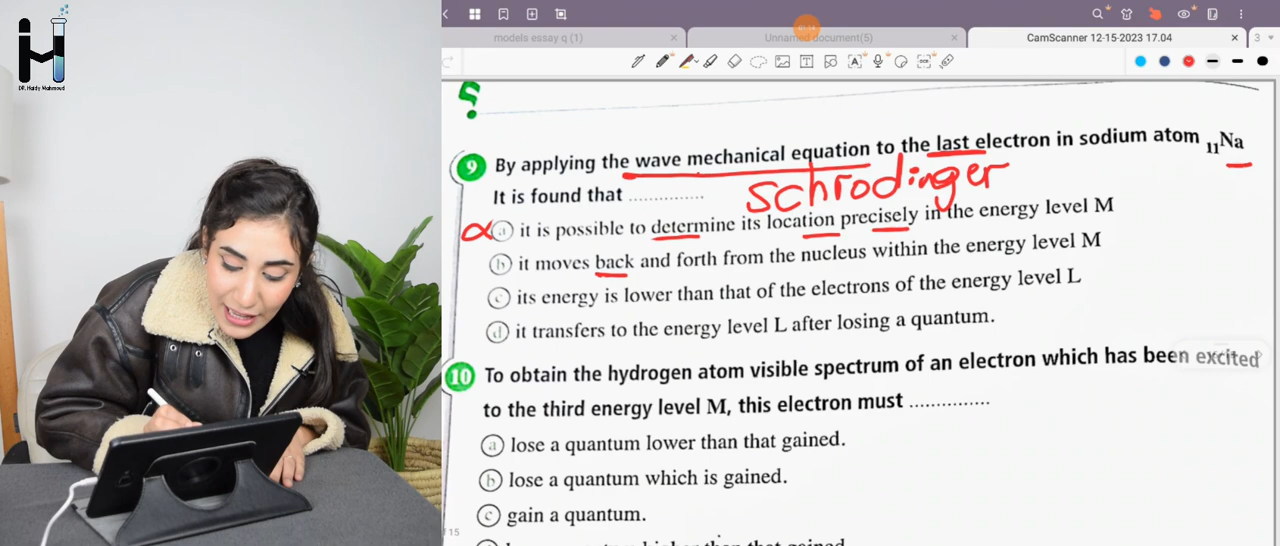 DR. Haidy Mahmoud
models essay q (1)
Unnamed document(5)
CamScanner 12-15-2023 17.04
3
9 By applying the wave mechanical equation to the last electron in sodium atom ₁₁Na
It is found that ...............
schrodinger
a it is possible to determine its location precisely in the energy level M
b it moves back and forth from the nucleus within the energy level M
c its energy is lower than that of the electrons of the energy level L
d it transfers to the energy level L after losing a quantum.
10 To obtain the hydrogen atom visible spectrum of an electron which has been excited
to the third energy level M, this electron must ...............
a lose a quantum lower than that gained.
b lose a quantum which is gained.
c gain a quantum.
/15